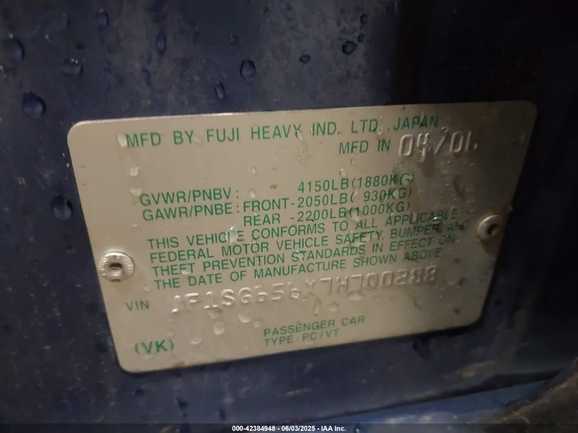 MFD BY FUJI HEAVY IND. LTD. JAPAN
MFD IN
GVWR/PNBV: 4150LB(1880KG)
GAWR/PNBE: FRONT-2050LB( 930KG)
REAR -2200LB(1000KG)
THIS VEHICLE CONFORMS TO ALL APPLICABLE
FEDERAL MOTOR VEHICLE SAFETY, BUMPER, AND
THEFT PREVENTION STANDARDS IN EFFECT ON
THE DATE OF MANUFACTURE SHOWN ABOVE.
VIN
PASSENGER CAR
(VK) TYPE PC/VT
000-42384948 - 06/03/2025 - IAA Inc.